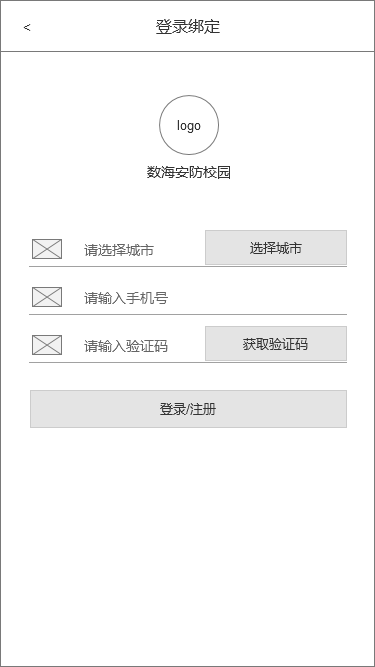 <
登录绑定
logo
数海安防校园
请选择城市
选择城市
请输入手机号
请输入验证码
获取验证码
登录/注册